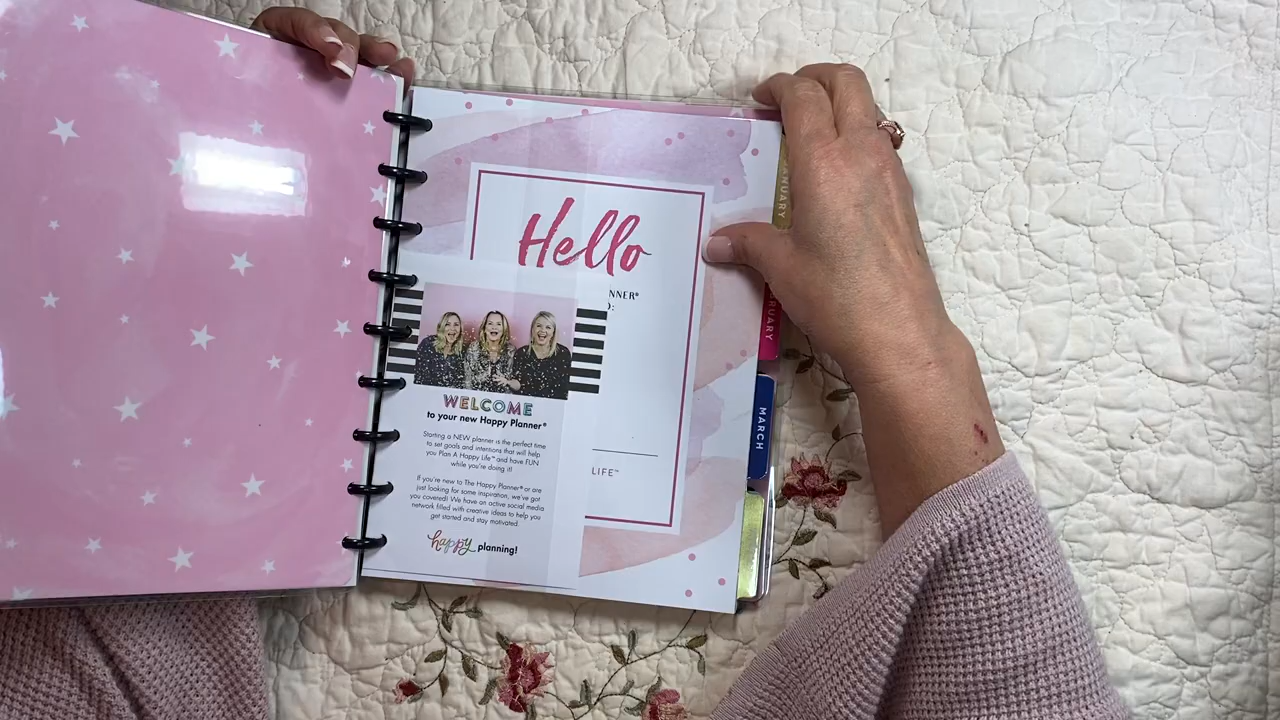 Hello
NNER®
LIFE™
WELCOME
to your new Happy Planner®
Starting a NEW planner is the perfect time
to set goals and intentions that will help
you Plan A Happy Life™ and have FUN
while you're doing it!
If you're new to The Happy Planner® or are
just looking for some inspiration, we've got
you covered! We have an active social media
network filled with creative ideas to help you
get started and stay motivated.
happy planning!
ANUARY
RUARY
MARCH